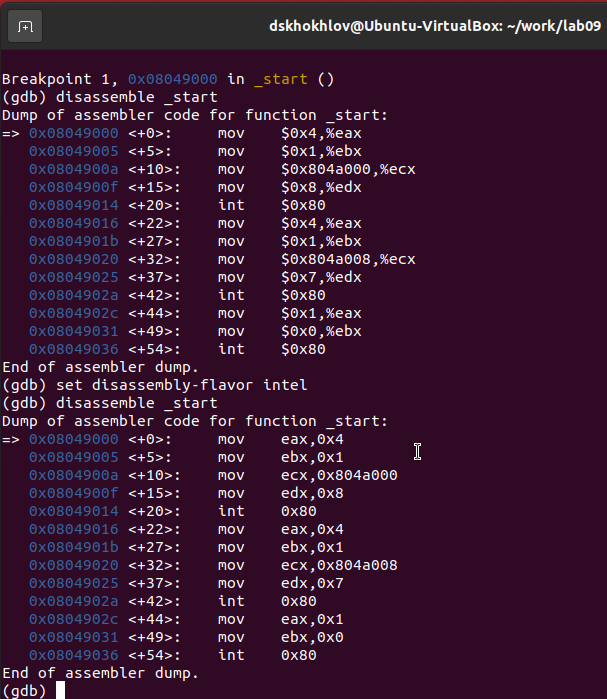 dskhokhlov@Ubuntu-VirtualBox: ~/work/lab09
Breakpoint 1, 0x08049000 in _start ()
(gdb) disassemble _start
Dump of assembler code for function _start:
=> 0x08049000 <+0>:     mov    $0x4,%eax
   0x08049005 <+5>:     mov    $0x1,%ebx
   0x0804900a <+10>:    mov    $0x804a000,%ecx
   0x0804900f <+15>:    mov    $0x8,%edx
   0x08049014 <+20>:    int    $0x80
   0x08049016 <+22>:    mov    $0x4,%eax
   0x0804901b <+27>:    mov    $0x1,%ebx
   0x08049020 <+32>:    mov    $0x804a008,%ecx
   0x08049025 <+37>:    mov    $0x7,%edx
   0x0804902a <+42>:    int    $0x80
   0x0804902c <+44>:    mov    $0x1,%eax
   0x08049031 <+49>:    mov    $0x0,%ebx
   0x08049036 <+54>:    int    $0x80
End of assembler dump.
(gdb) set disassembly-flavor intel
(gdb) disassemble _start
Dump of assembler code for function _start:
=> 0x08049000 <+0>:     mov    eax,0x4
   0x08049005 <+5>:     mov    ebx,0x1
   0x0804900a <+10>:    mov    ecx,0x804a000
   0x0804900f <+15>:    mov    edx,0x8
   0x08049014 <+20>:    int    0x80
   0x08049016 <+22>:    mov    eax,0x4
   0x0804901b <+27>:    mov    ebx,0x1
   0x08049020 <+32>:    mov    ecx,0x804a008
   0x08049025 <+37>:    mov    edx,0x7
   0x0804902a <+42>:    int    0x80
   0x0804902c <+44>:    mov    eax,0x1
   0x08049031 <+49>:    mov    ebx,0x0
   0x08049036 <+54>:    int    0x80
End of assembler dump.
(gdb)